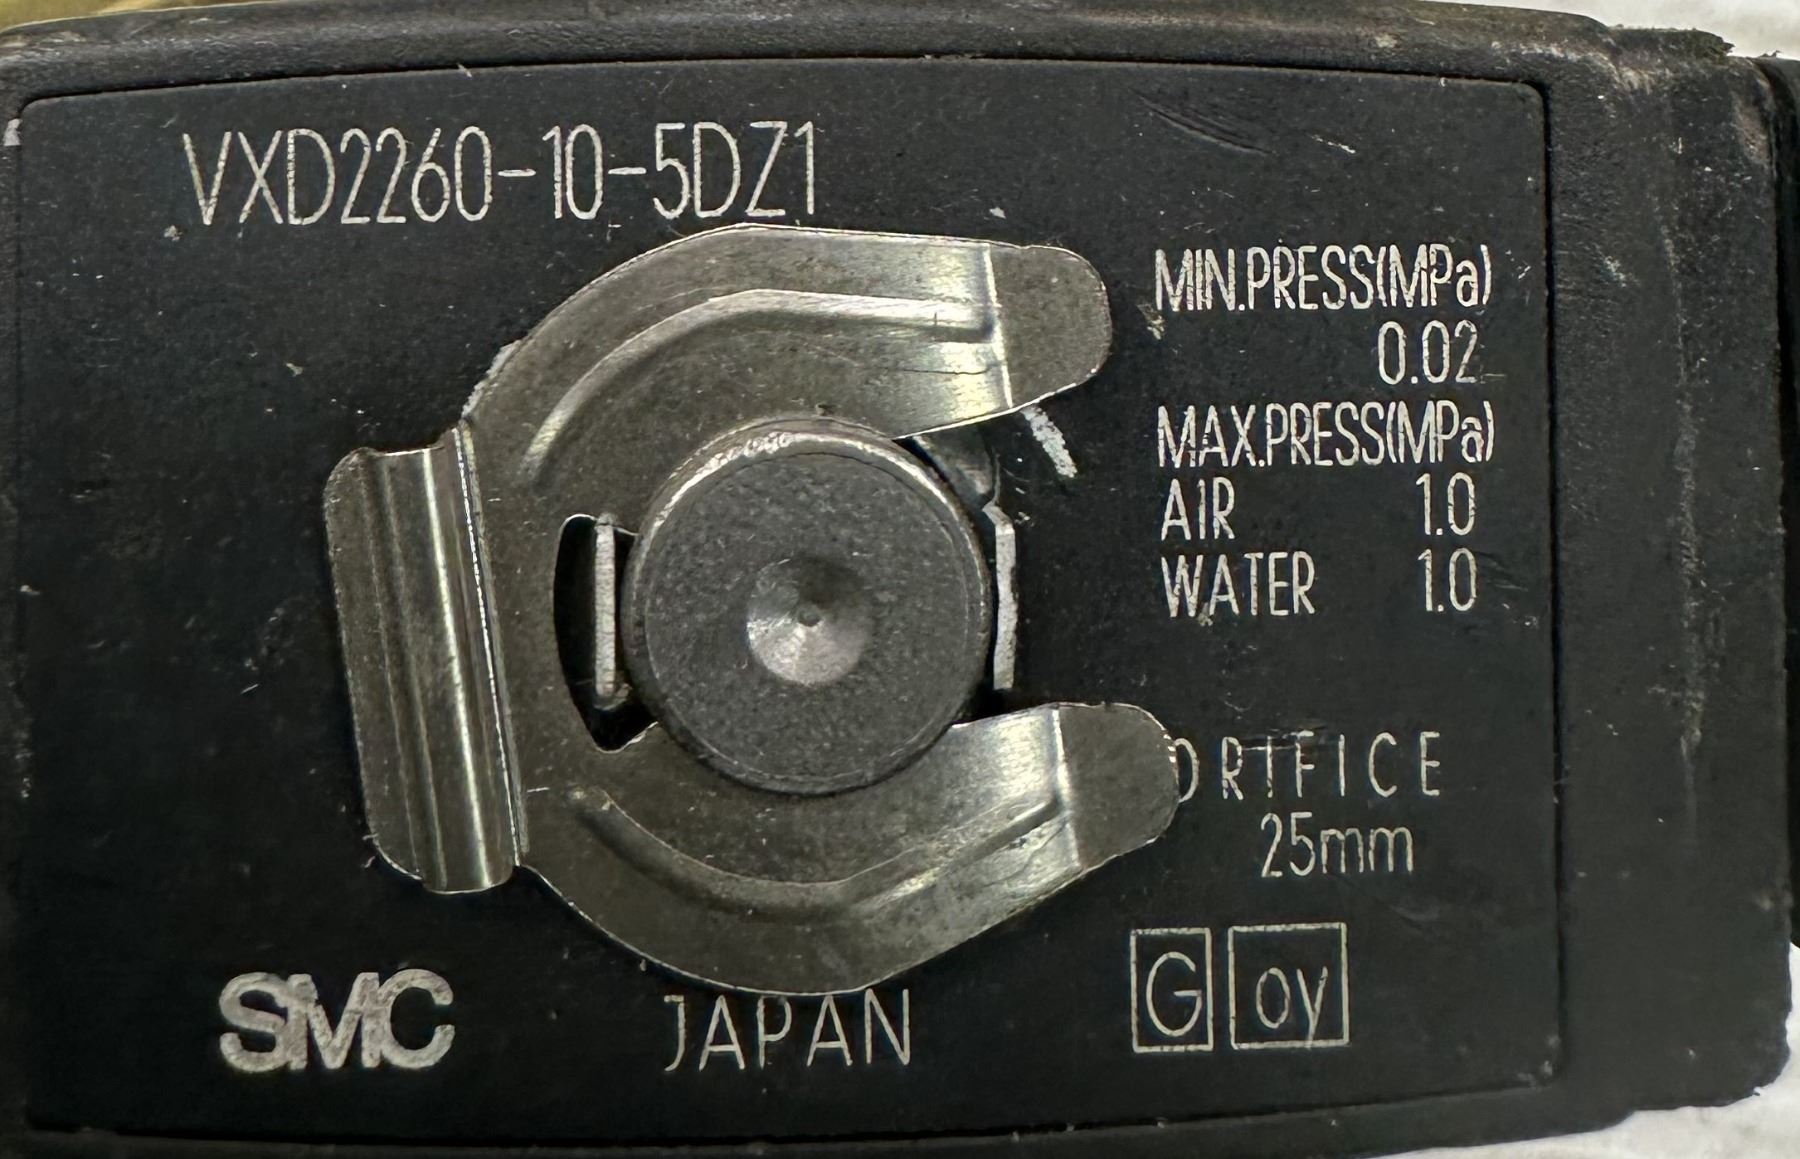 VXD2260-10-5DZ1
MIN.PRESS(MPa)
0.02
MAX.PRESS(MPa)
AIR 1.0
WATER 1.0
ORIFICE
25mm
SMC JAPAN G oy